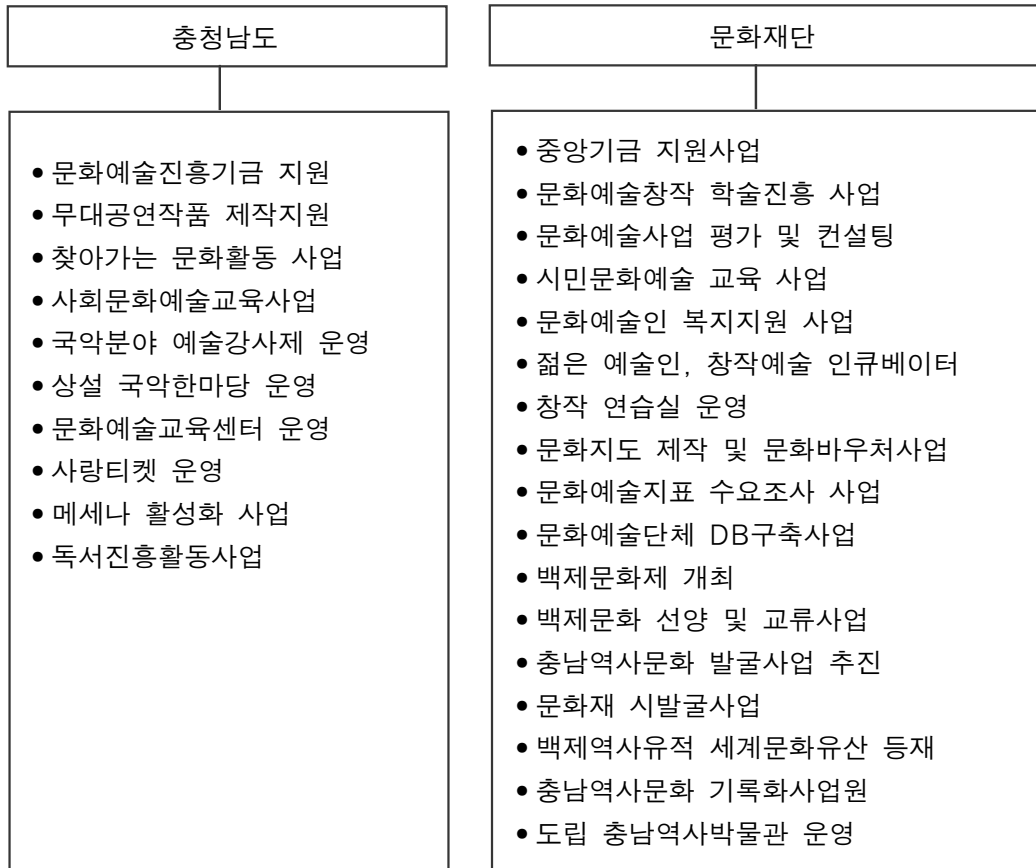 충청남도
• 문화예술진흥기금 지원
• 무대공연작품 제작지원
• 찾아가는 문화활동 사업
• 사회문화예술교육사업
• 국악분야 예술강사제 운영
• 상설 국악한마당 운영
• 문화예술교육센터 운영
• 사랑티켓 운영
• 메세나 활성화 사업
• 독서진흥활동사업
문화재단
• 중앙기금 지원사업
• 문화예술창작 학술진흥 사업
• 문화예술사업 평가 및 컨설팅
• 시민문화예술 교육 사업
• 문화예술인 복지지원 사업
• 젊은 예술인, 창작예술 인큐베이터
• 창작 연습실 운영
• 문화지도 제작 및 문화바우처사업
• 문화예술지표 수요조사 사업
• 문화예술단체 DB구축사업
• 백제문화제 개최
• 백제문화 선양 및 교류사업
• 충남역사문화 발굴사업 추진
• 문화재 시발굴사업
• 백제역사유적 세계문화유산 등재
• 충남역사문화 기록화사업원
• 도립 충남역사박물관 운영